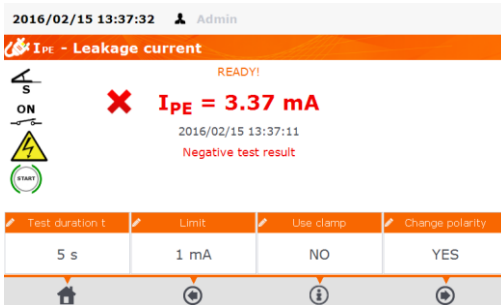 2016/02/15 13:37:32 Admin
IPE - Leakage current
READY!
S
ON
IPE = 3.37 mA
2016/02/15 13:37:11
Negative test result
START
Test duration t Limit Use clamp Change polarity
5 s 1 mA NO YES